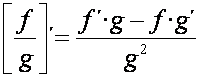 [f/g]' = (f'·g − f·g')/g²